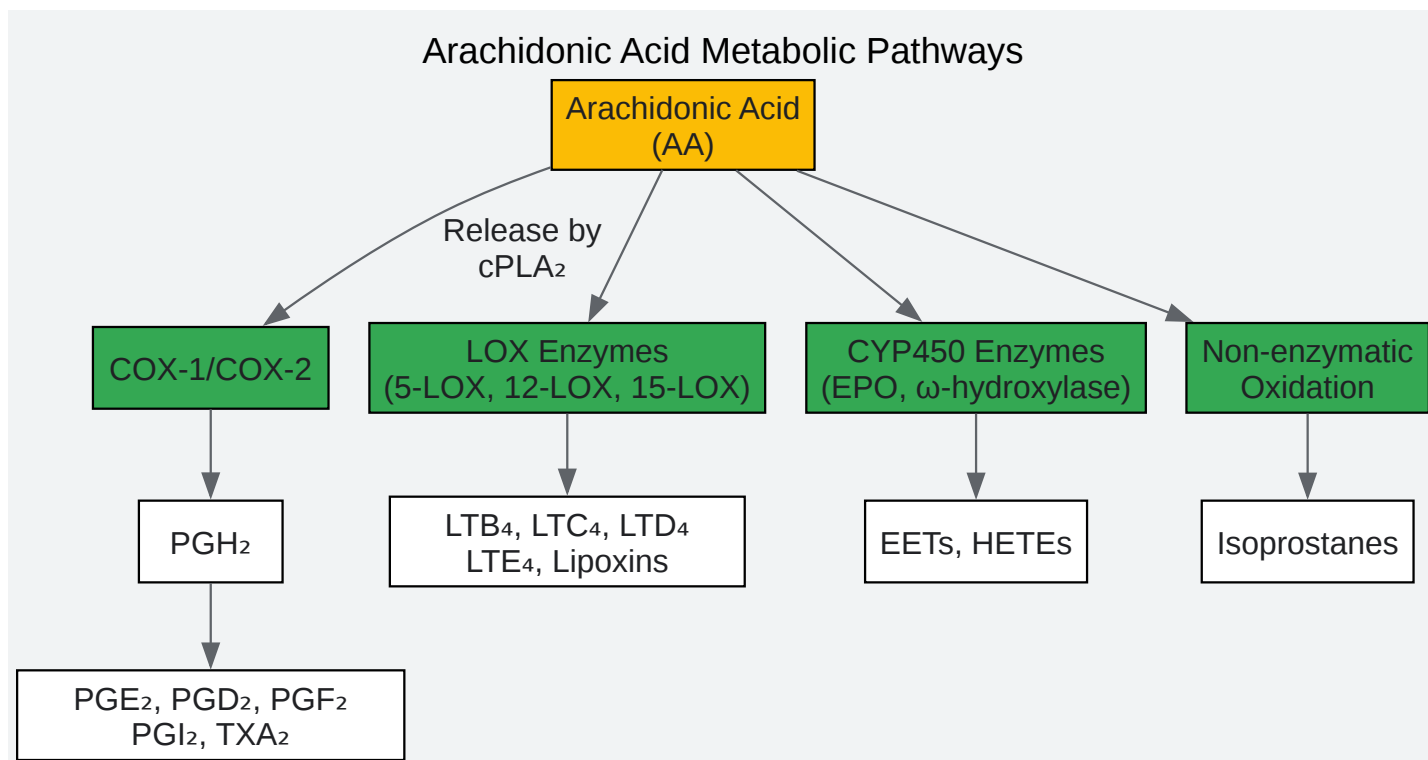 Arachidonic Acid Metabolic Pathways
Arachidonic Acid
(AA)
Release by
cPLA₂
COX-1/COX-2
LOX Enzymes
(5-LOX, 12-LOX, 15-LOX)
CYP450 Enzymes
(EPO, ω-hydroxylase)
Non-enzymatic
Oxidation
PGH₂
LTB₄, LTC₄, LTD₄
LTE₄, Lipoxins
EETs, HETEs
Isoprostanes
PGE₂, PGD₂, PGF₂
PGI₂, TXA₂